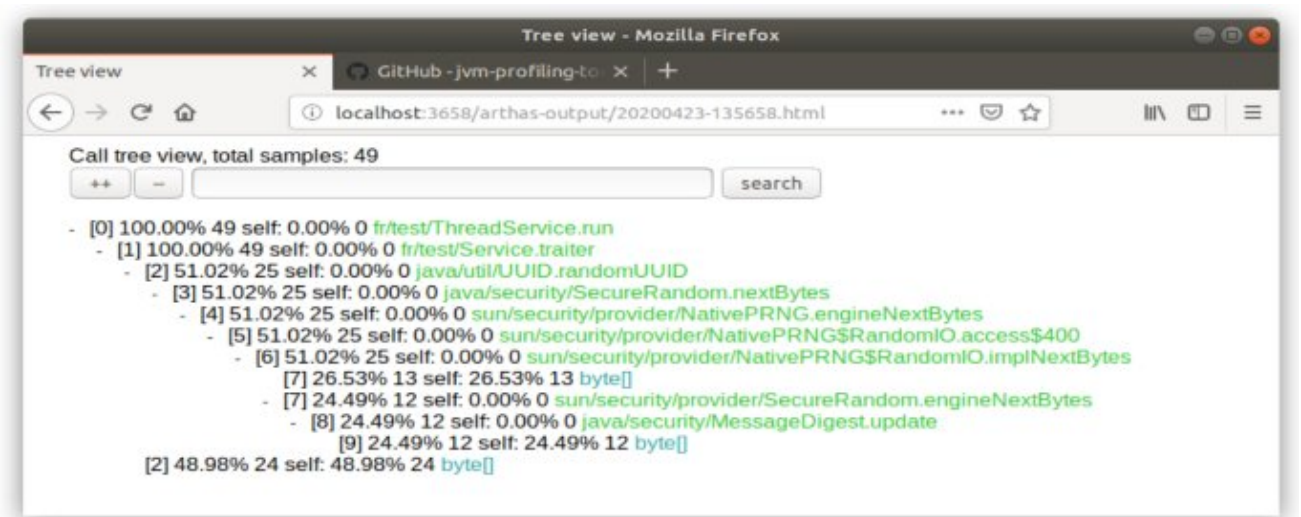 Tree view - Mozilla Firefox
Tree view × GitHub - jvm-profiling-to × +
localhost:3658/arthas-output/20200423-135658.html
Call tree view, total samples: 49
++ -- search
- [0] 100.00% 49 self: 0.00% 0 fr/test/ThreadService.run
- [1] 100.00% 49 self: 0.00% 0 fr/test/Service.traiter
- [2] 51.02% 25 self: 0.00% 0 java/util/UUID.randomUUID
- [3] 51.02% 25 self: 0.00% 0 java/security/SecureRandom.nextBytes
- [4] 51.02% 25 self: 0.00% 0 sun/security/provider/NativePRNG.engineNextBytes
- [5] 51.02% 25 self: 0.00% 0 sun/security/provider/NativePRNG$RandomIO.access$400
- [6] 51.02% 25 self: 0.00% 0 sun/security/provider/NativePRNG$RandomIO.implNextBytes
[7] 26.53% 13 self: 26.53% 13 byte[]
- [7] 24.49% 12 self: 0.00% 0 sun/security/provider/SecureRandom.engineNextBytes
- [8] 24.49% 12 self: 0.00% 0 java/security/MessageDigest.update
[9] 24.49% 12 self: 24.49% 12 byte[]
[2] 48.98% 24 self: 48.98% 24 byte[]